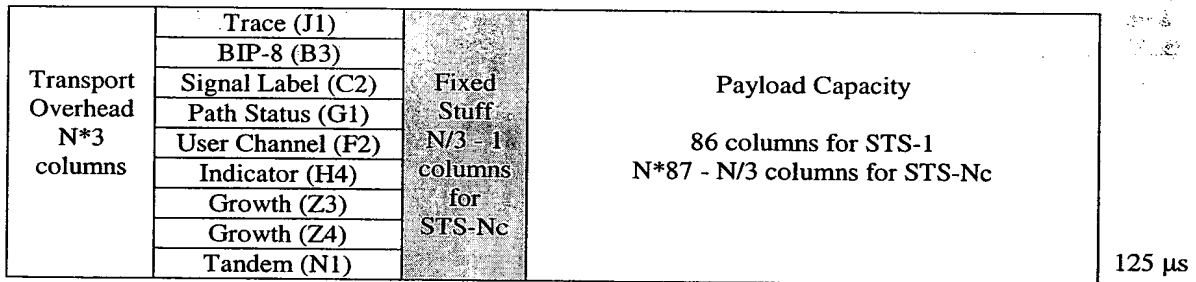 Transport
Overhead
N*3
columns
Trace (J1)
BIP-8 (B3)
Signal Label (C2)
Path Status (G1)
User Channel (F2)
Indicator (H4)
Growth (Z3)
Growth (Z4)
Tandem (N1)
Fixed
Stuff
N/3 - 1
columns
for
STS-Nc
Payload Capacity
86 columns for STS-1
N*87 - N/3 columns for STS-Nc
125 µs